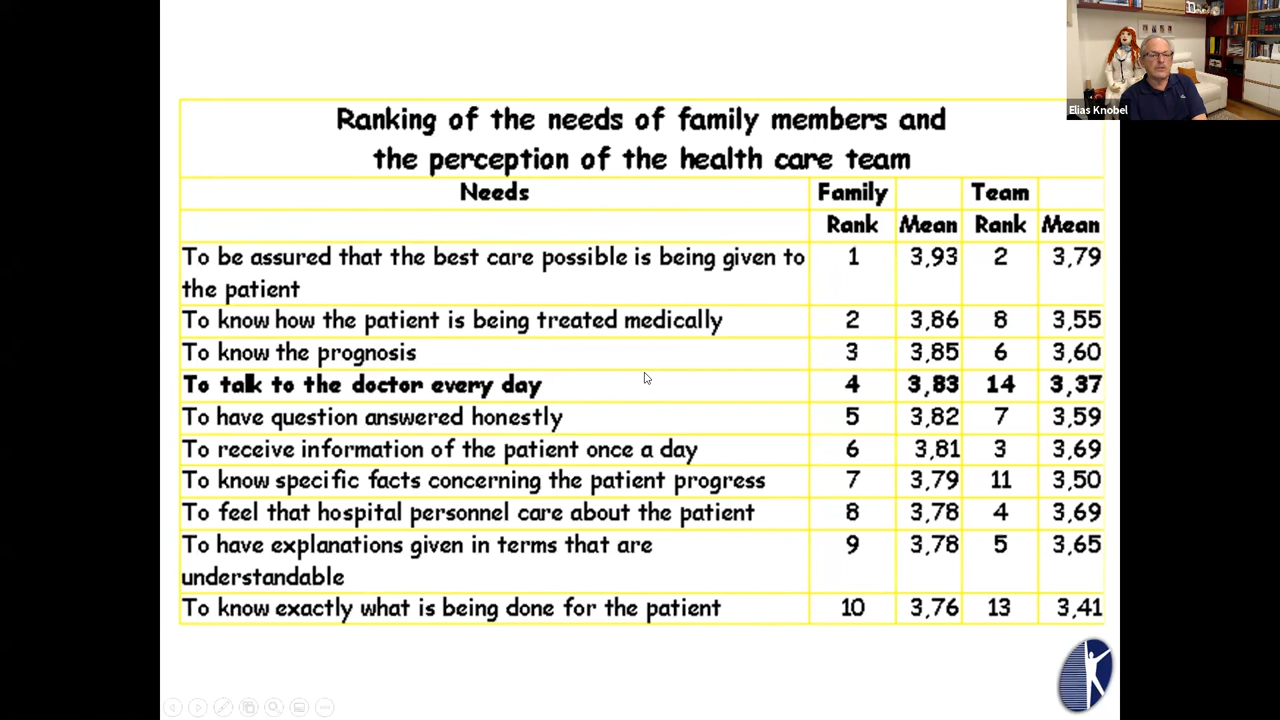 Elias Knobel
Ranking of the needs of family members and
the perception of the health care team
Needs Family Team
Rank Mean Rank Mean
To be assured that the best care possible is being given to 1 3,93 2 3,79
the patient
To know how the patient is being treated medically 2 3,86 8 3,55
To know the prognosis 3 3,85 6 3,60
To talk to the doctor every day 4 3,83 14 3,37
To have question answered honestly 5 3,82 7 3,59
To receive information of the patient once a day 6 3,81 3 3,69
To know specific facts concerning the patient progress 7 3,79 11 3,50
To feel that hospital personnel care about the patient 8 3,78 4 3,69
To have explanations given in terms that are 9 3,78 5 3,65
understandable
To know exactly what is being done for the patient 10 3,76 13 3,41